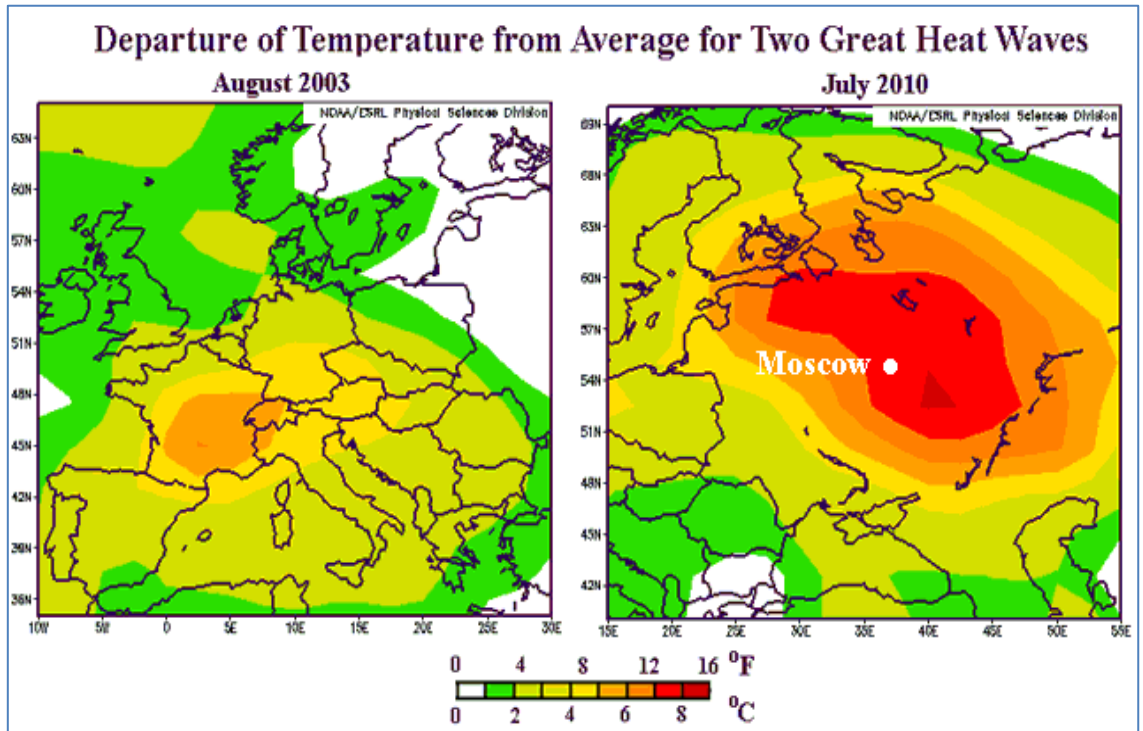 Departure of Temperature from Average for Two Great Heat Waves
August 2003
July 2010
NOAA/ESRL Physical Sciences Division
NOAA/ESRL Physical Sciences Division
63N
60N
57N
54N
51N
48N
45N
42N
39N
36N
10W 5W 0 5E 10E 15E 20E 25E 30E
69N
68N
63N
60N
57N
54N
51N
48N
45N
42N
15E 20E 25E 30E 35E 40E 45E 50E 55E
Moscow
0 4 8 12 16 °F
0 2 4 6 8 °C